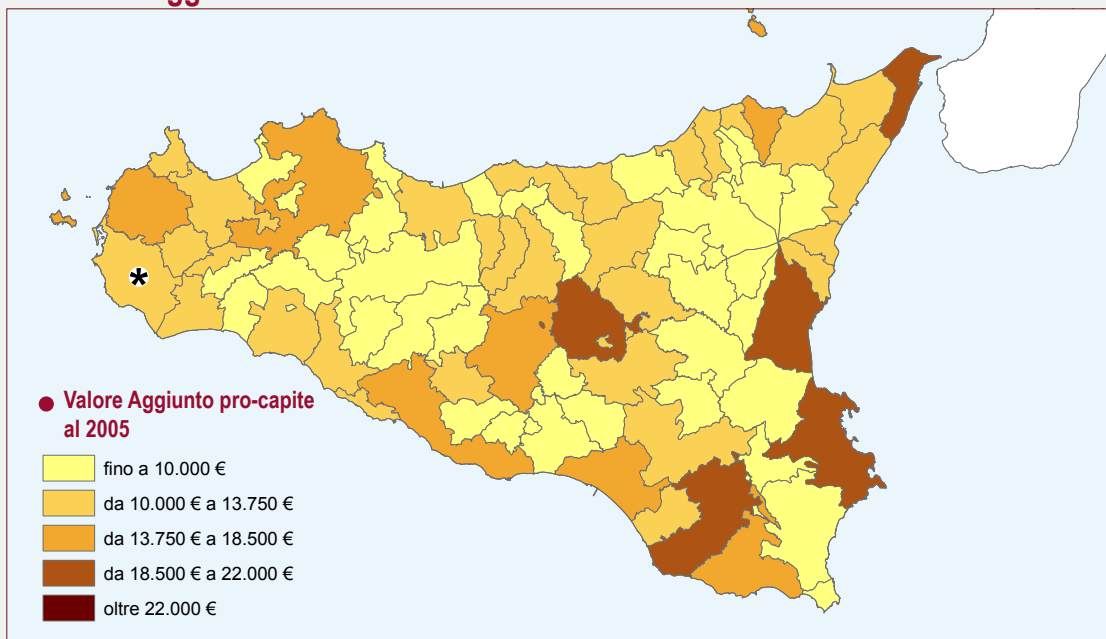 Valore Aggiunto pro-capite
al 2005
fino a 10.000 €
da 10.000 € a 13.750 €
da 13.750 € a 18.500 €
da 18.500 € a 22.000 €
oltre 22.000 €